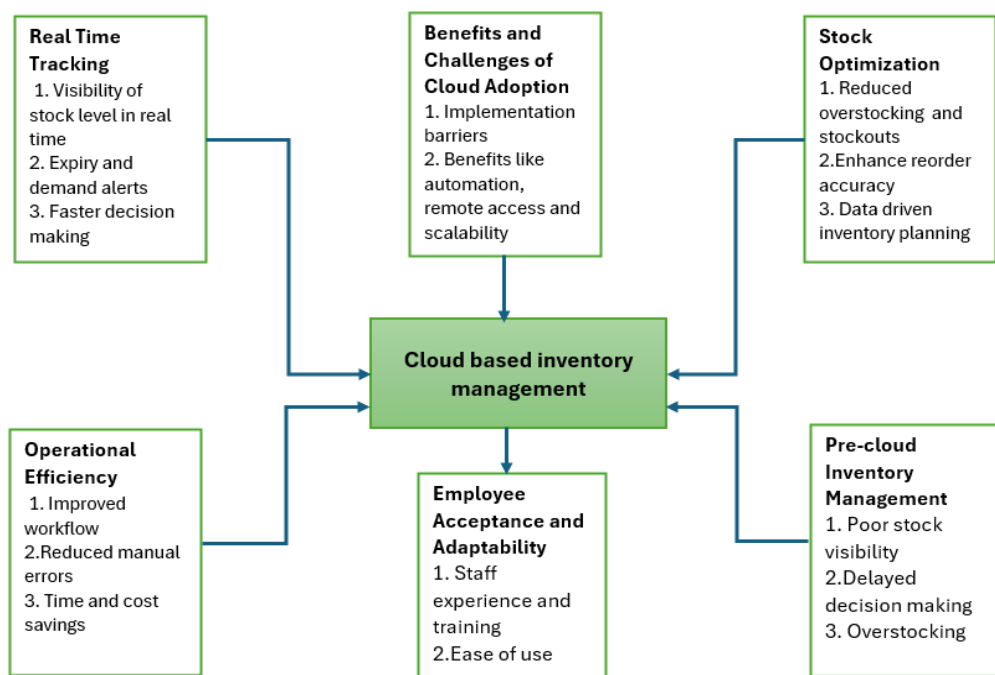 Real Time
Tracking
1. Visibility of
stock level in real
time
2. Expiry and
demand alerts
3. Faster decision
making
Benefits and
Challenges of
Cloud Adoption
1. Implementation
barriers
2. Benefits like
automation,
remote access and
scalability
Stock
Optimization
1. Reduced
overstocking and
stockouts
2.Enhance reorder
accuracy
3. Data driven
inventory planning
Cloud based inventory
management
Operational
Efficiency
1. Improved
workflow
2.Reduced manual
errors
3. Time and cost
savings
Employee
Acceptance and
Adaptability
1. Staff
experience and
training
2.Ease of use
Pre-cloud
Inventory
Management
1. Poor stock
visibility
2.Delayed
decision making
3. Overstocking